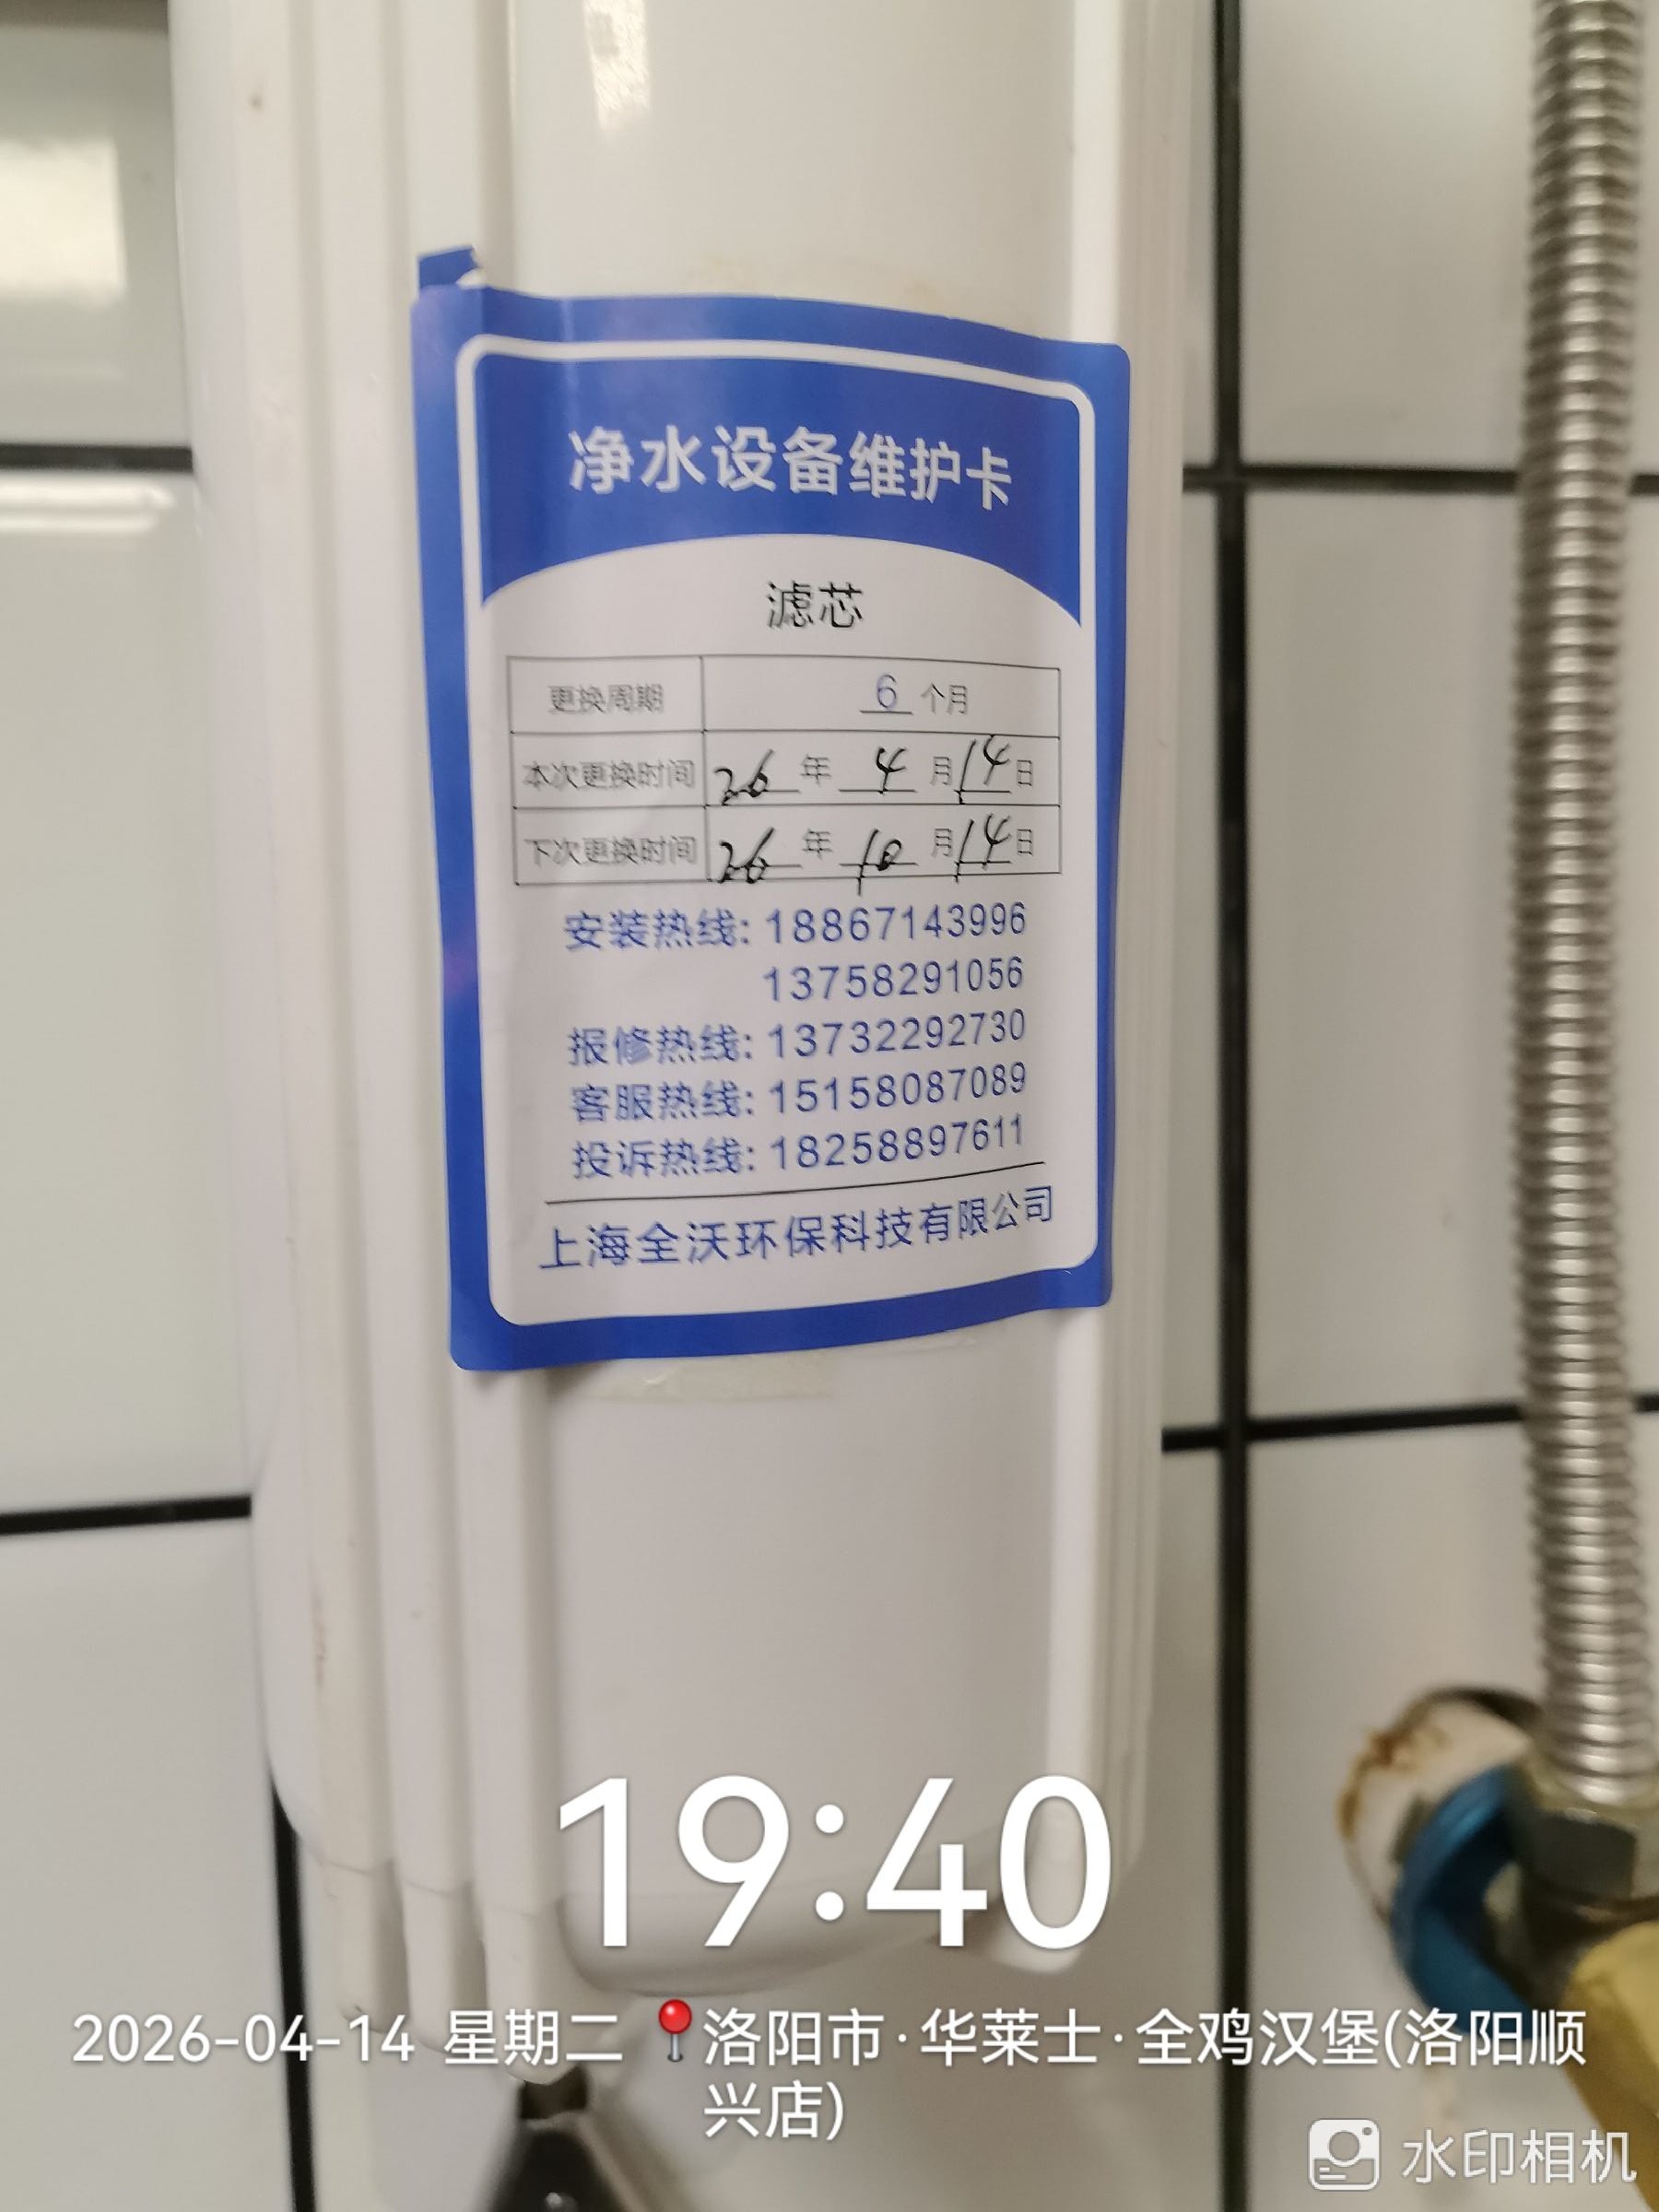 净水设备维护卡
滤芯
更换周期 6 个月
本次更换时间 26 年 4 月 14 日
下次更换时间 26 年 10 月 14 日
安装热线: 18867143996
13758291056
报修热线: 13732292730
客服热线: 15158087089
投诉热线: 18258897611
上海全沃环保科技有限公司
19:40
2026-04-14 星期二 洛阳市·华莱士·全鸡汉堡(洛阳顺
兴店)
水印相机